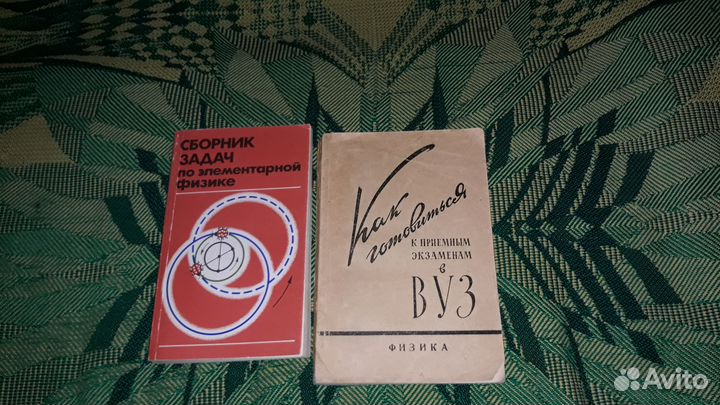 СБОРНИК
ЗАДАЧ
по элементарной
физике
Как
готовиться
К ПРИЕМНЫМ
ЭКЗАМЕНАМ
в
ВУЗ
ФИЗИКА
Avito